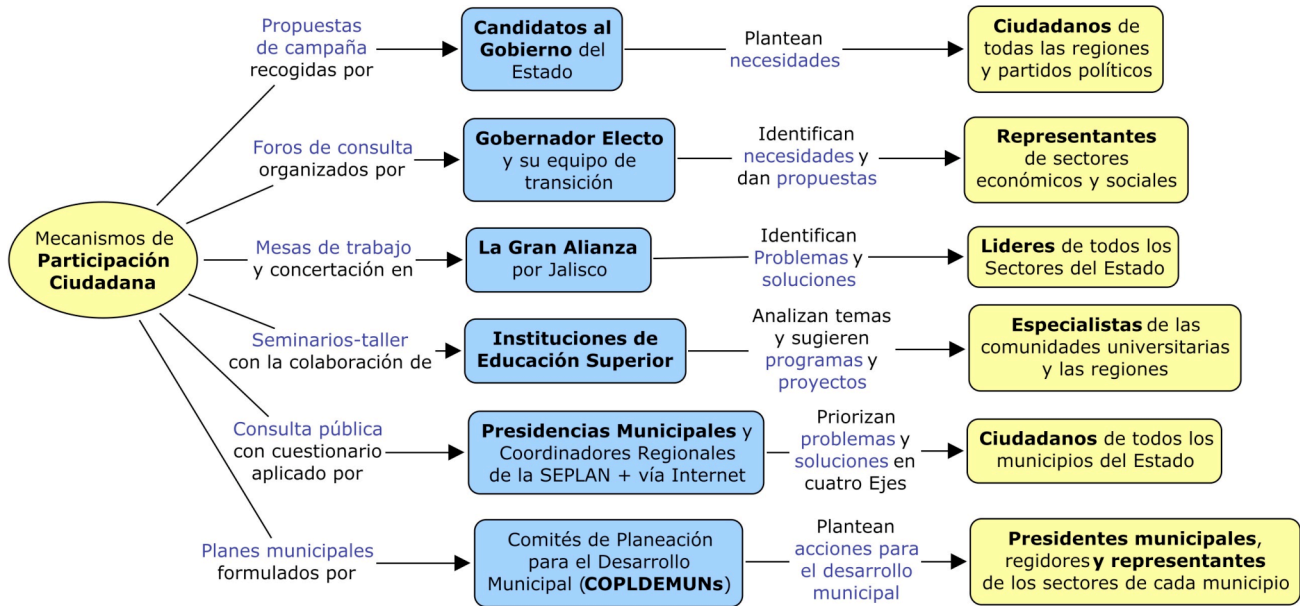 Propuestas
de campaña
recogidas por
Candidatos al
Gobierno del
Estado
Plantean
necesidades
Ciudadanos de
todas las regiones
y partidos políticos
Foros de consulta
organizados por
Gobernador Electo
y su equipo de
transición
Identifican
necesidades y
dan propuestas
Representantes
de sectores
económicos y sociales
Mecanismos de
Participación
Ciudadana
Mesas de trabajo
y concertación en
La Gran Alianza
por Jalisco
Identifican
Problemas y
soluciones
Lideres de todos los
Sectores del Estado
Seminarios-taller
con la colaboración de
Instituciones de
Educación Superior
Analizan temas
y sugieren
programas y
proyectos
Especialistas de las
comunidades universitarias
y las regiones
Consulta pública
con cuestionario
aplicado por
Presidencias Municipales y
Coordinadores Regionales
de la SEPLAN + vía Internet
Priorizan
problemas y
soluciones en
cuatro Ejes
Ciudadanos de todos los
municipios del Estado
Planes municipales
formulados por
Comités de Planeación
para el Desarrollo
Municipal (COPLDEMUNs)
Plantean
acciones para
el desarrollo
municipal
Presidentes municipales,
regidores y representantes
de los sectores de cada municipio